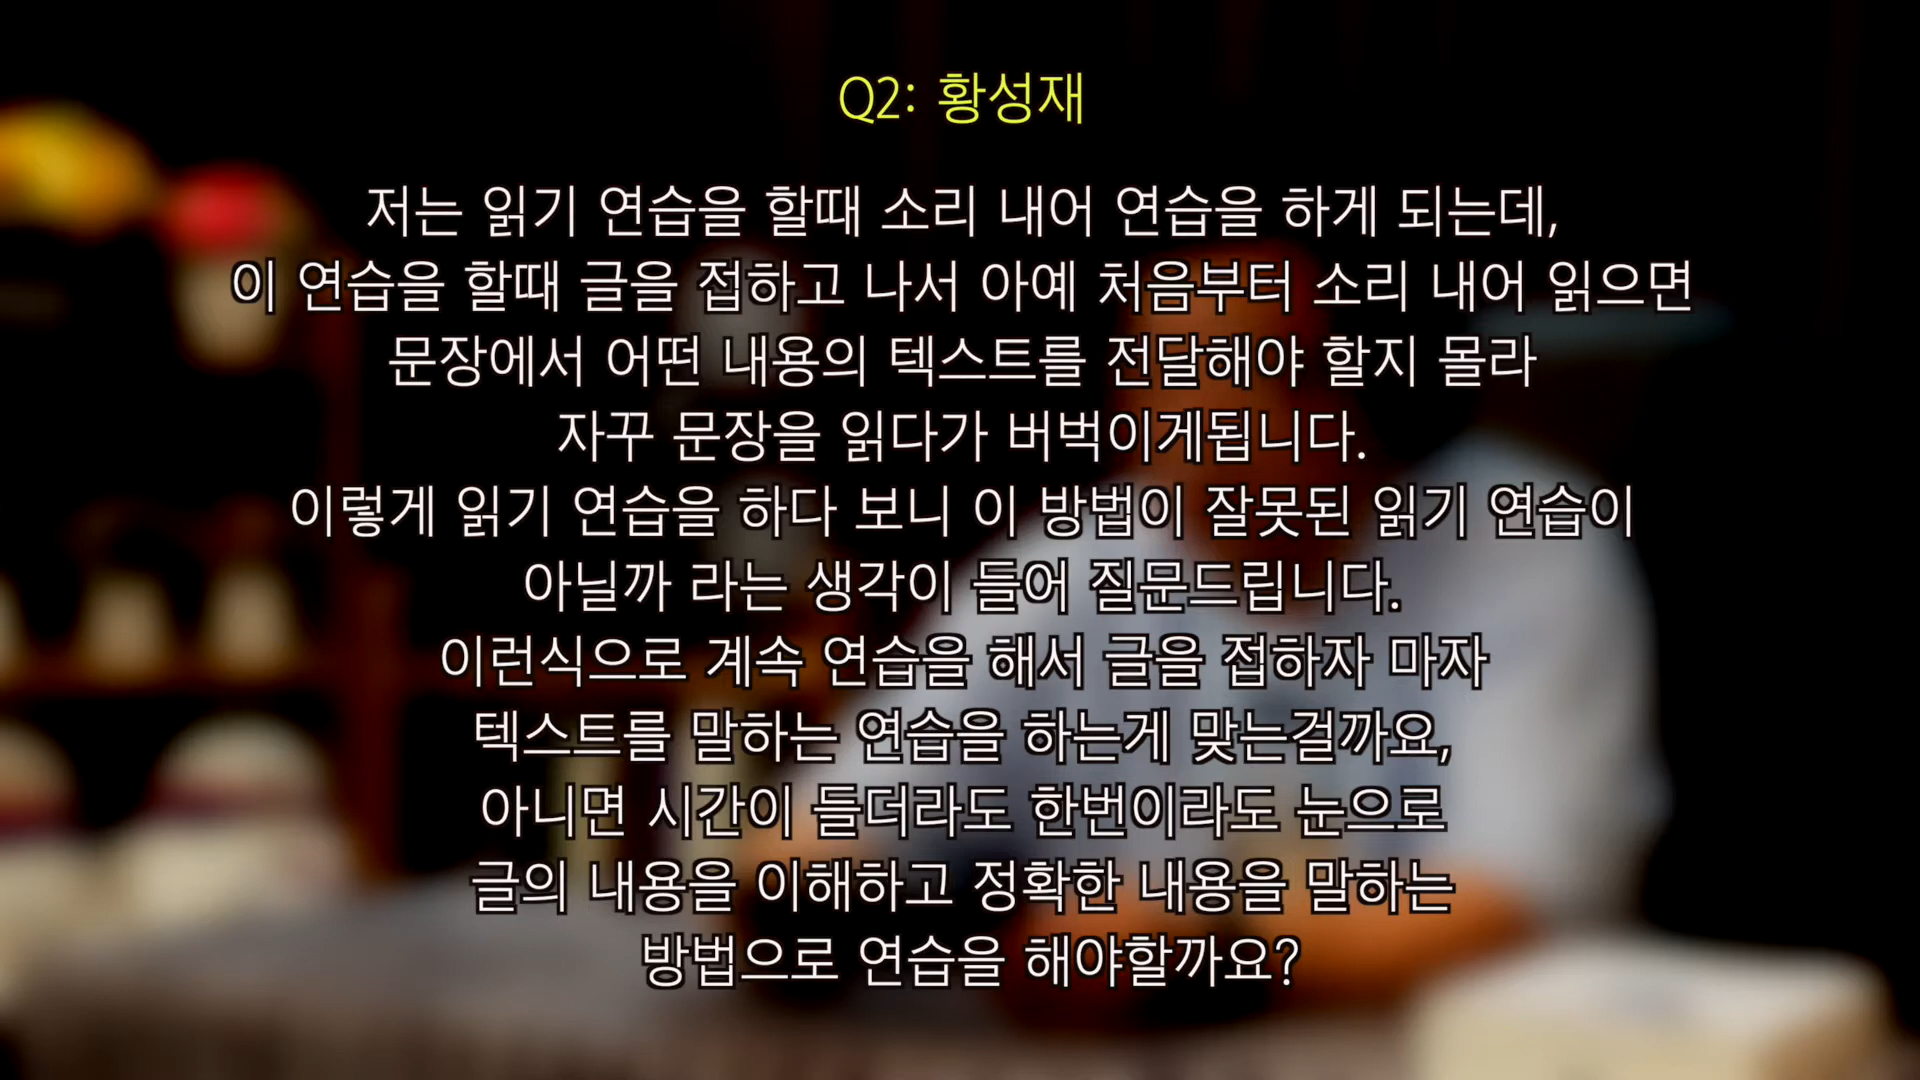 Q2: 황성재
저는 읽기 연습을 할때 소리 내어 연습을 하게 되는데,
이 연습을 할때 글을 접하고 나서 아예 처음부터 소리 내어 읽으면
문장에서 어떤 내용의 텍스트를 전달해야 할지 몰라
자꾸 문장을 읽다가 버벅이게됩니다.
이렇게 읽기 연습을 하다 보니 이 방법이 잘못된 읽기 연습이
아닐까 라는 생각이 들어 질문드립니다.
이런식으로 계속 연습을 해서 글을 접하자 마자
텍스트를 말하는 연습을 하는게 맞는걸까요,
아니면 시간이 들더라도 한번이라도 눈으로
글의 내용을 이해하고 정확한 내용을 말하는
방법으로 연습을 해야할까요?